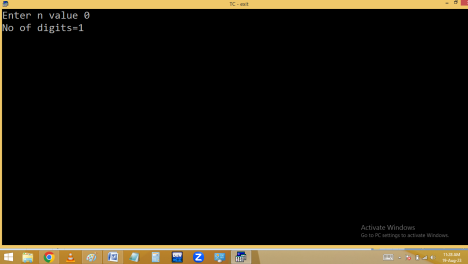 TC - exit
Enter n value 0
No of digits=1
Activate Windows
Go to PC settings to activate Windows.